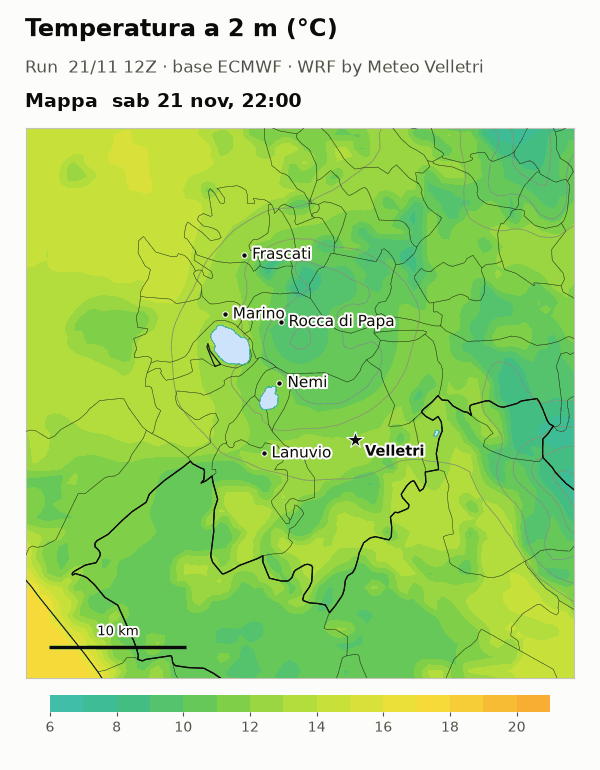 Temperatura a 2 m (°C)
Run  21/11 12Z · base ECMWF · WRF by Meteo Velletri
Mappa  sab 21 nov, 22:00
Frascati
Marino
Rocca di Papa
Nemi
Velletri
Lanuvio
10 km
6 8 10 12 14 16 18 20